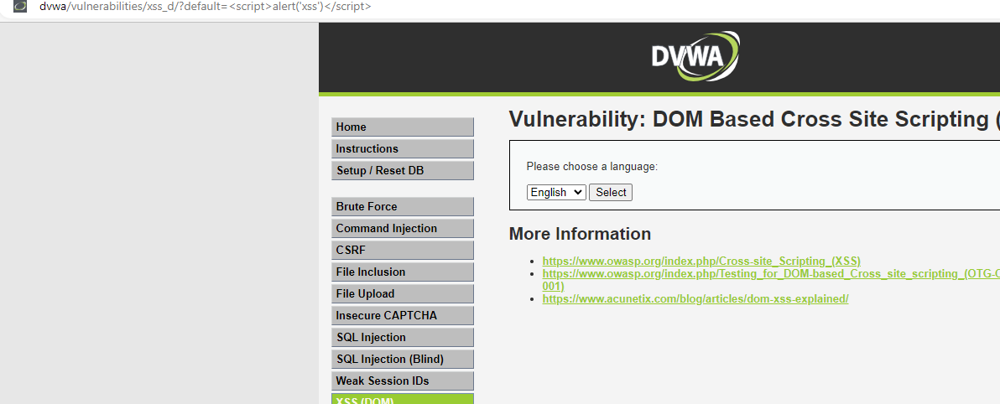 dvwa/vulnerabilities/xss_d/?default=<script>alert('xss')</script>
DVWA
Home
Instructions
Setup / Reset DB
Brute Force
Command Injection
CSRF
File Inclusion
File Upload
Insecure CAPTCHA
SQL Injection
SQL Injection (Blind)
Weak Session IDs
XSS (DOM)
Vulnerability: DOM Based Cross Site Scripting (
Please choose a language:
English Select
More Information
https://www.owasp.org/index.php/Cross-site_Scripting_(XSS)
https://www.owasp.org/index.php/Testing_for_DOM-based_Cross_site_scripting_(OTG-C
001)
https://www.acunetix.com/blog/articles/dom-xss-explained/